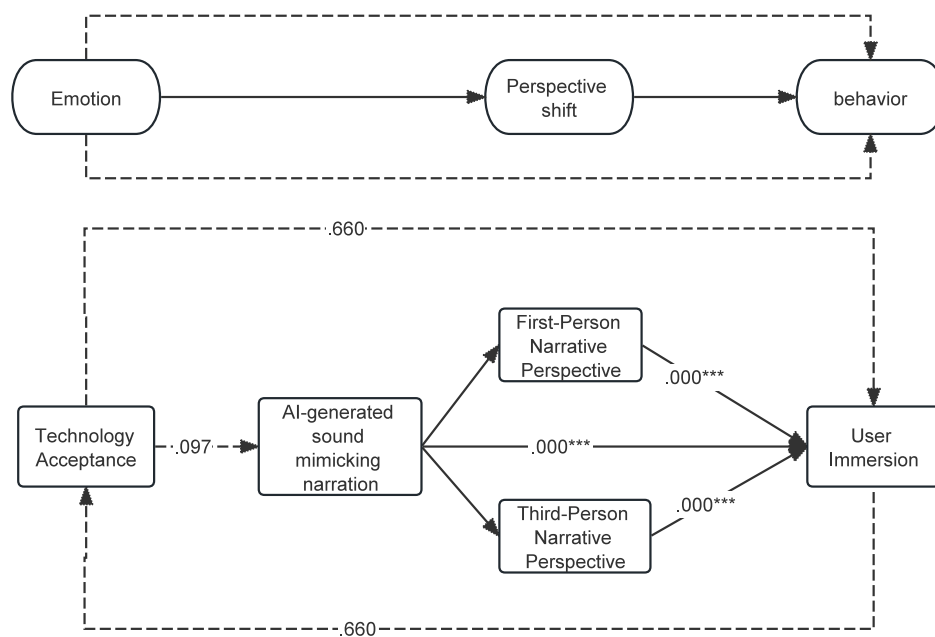 Emotion
Perspective
shift
behavior
.660
First-Person
Narrative
Perspective
.000***
Technology
Acceptance
.097
AI-generated
sound
mimicking
narration
.000***
User
Immersion
Third-Person
Narrative
Perspective
.000***
.660